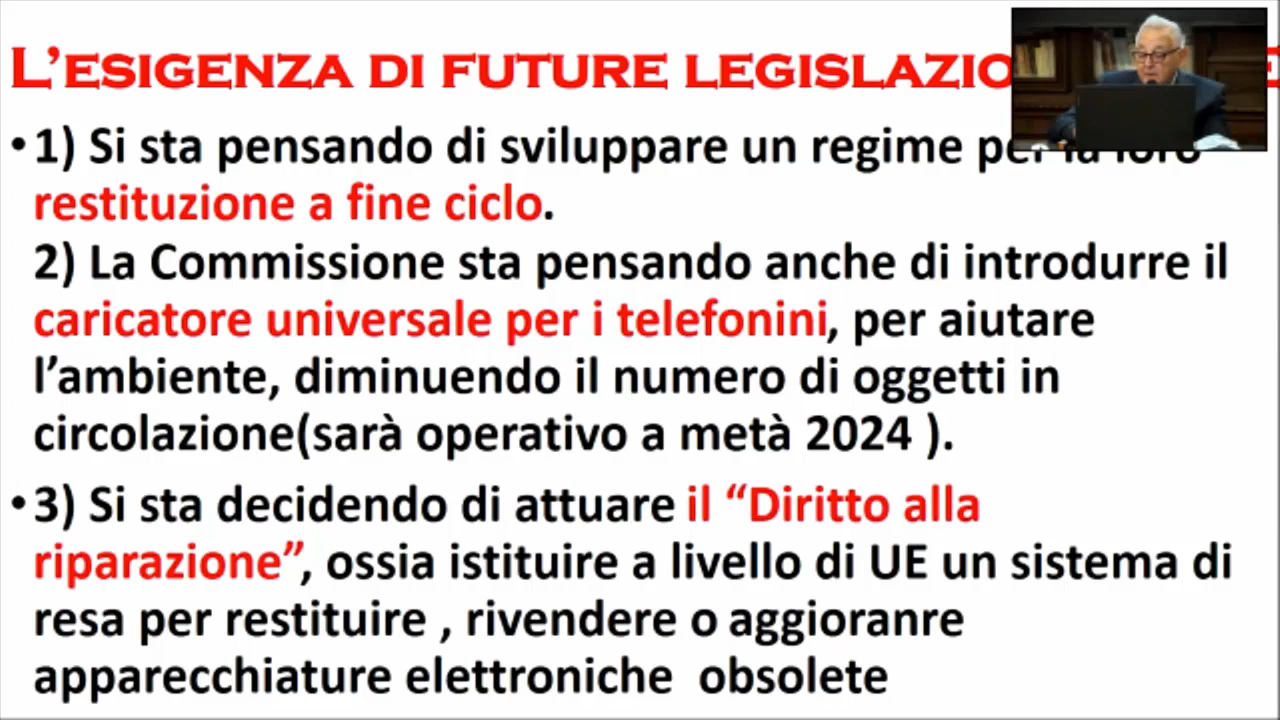 L'ESIGENZA DI FUTURE LEGISLAZIO
• 1) Si sta pensando di sviluppare un regime per la loro
restituzione a fine ciclo.
2) La Commissione sta pensando anche di introdurre il
caricatore universale per i telefonini, per aiutare
l'ambiente, diminuendo il numero di oggetti in
circolazione(sarà operativo a metà 2024 ).
• 3) Si sta decidendo di attuare il “Diritto alla
riparazione”, ossia istituire a livello di UE un sistema di
resa per restituire , rivendere o aggioranre
apparecchiature elettroniche obsolete